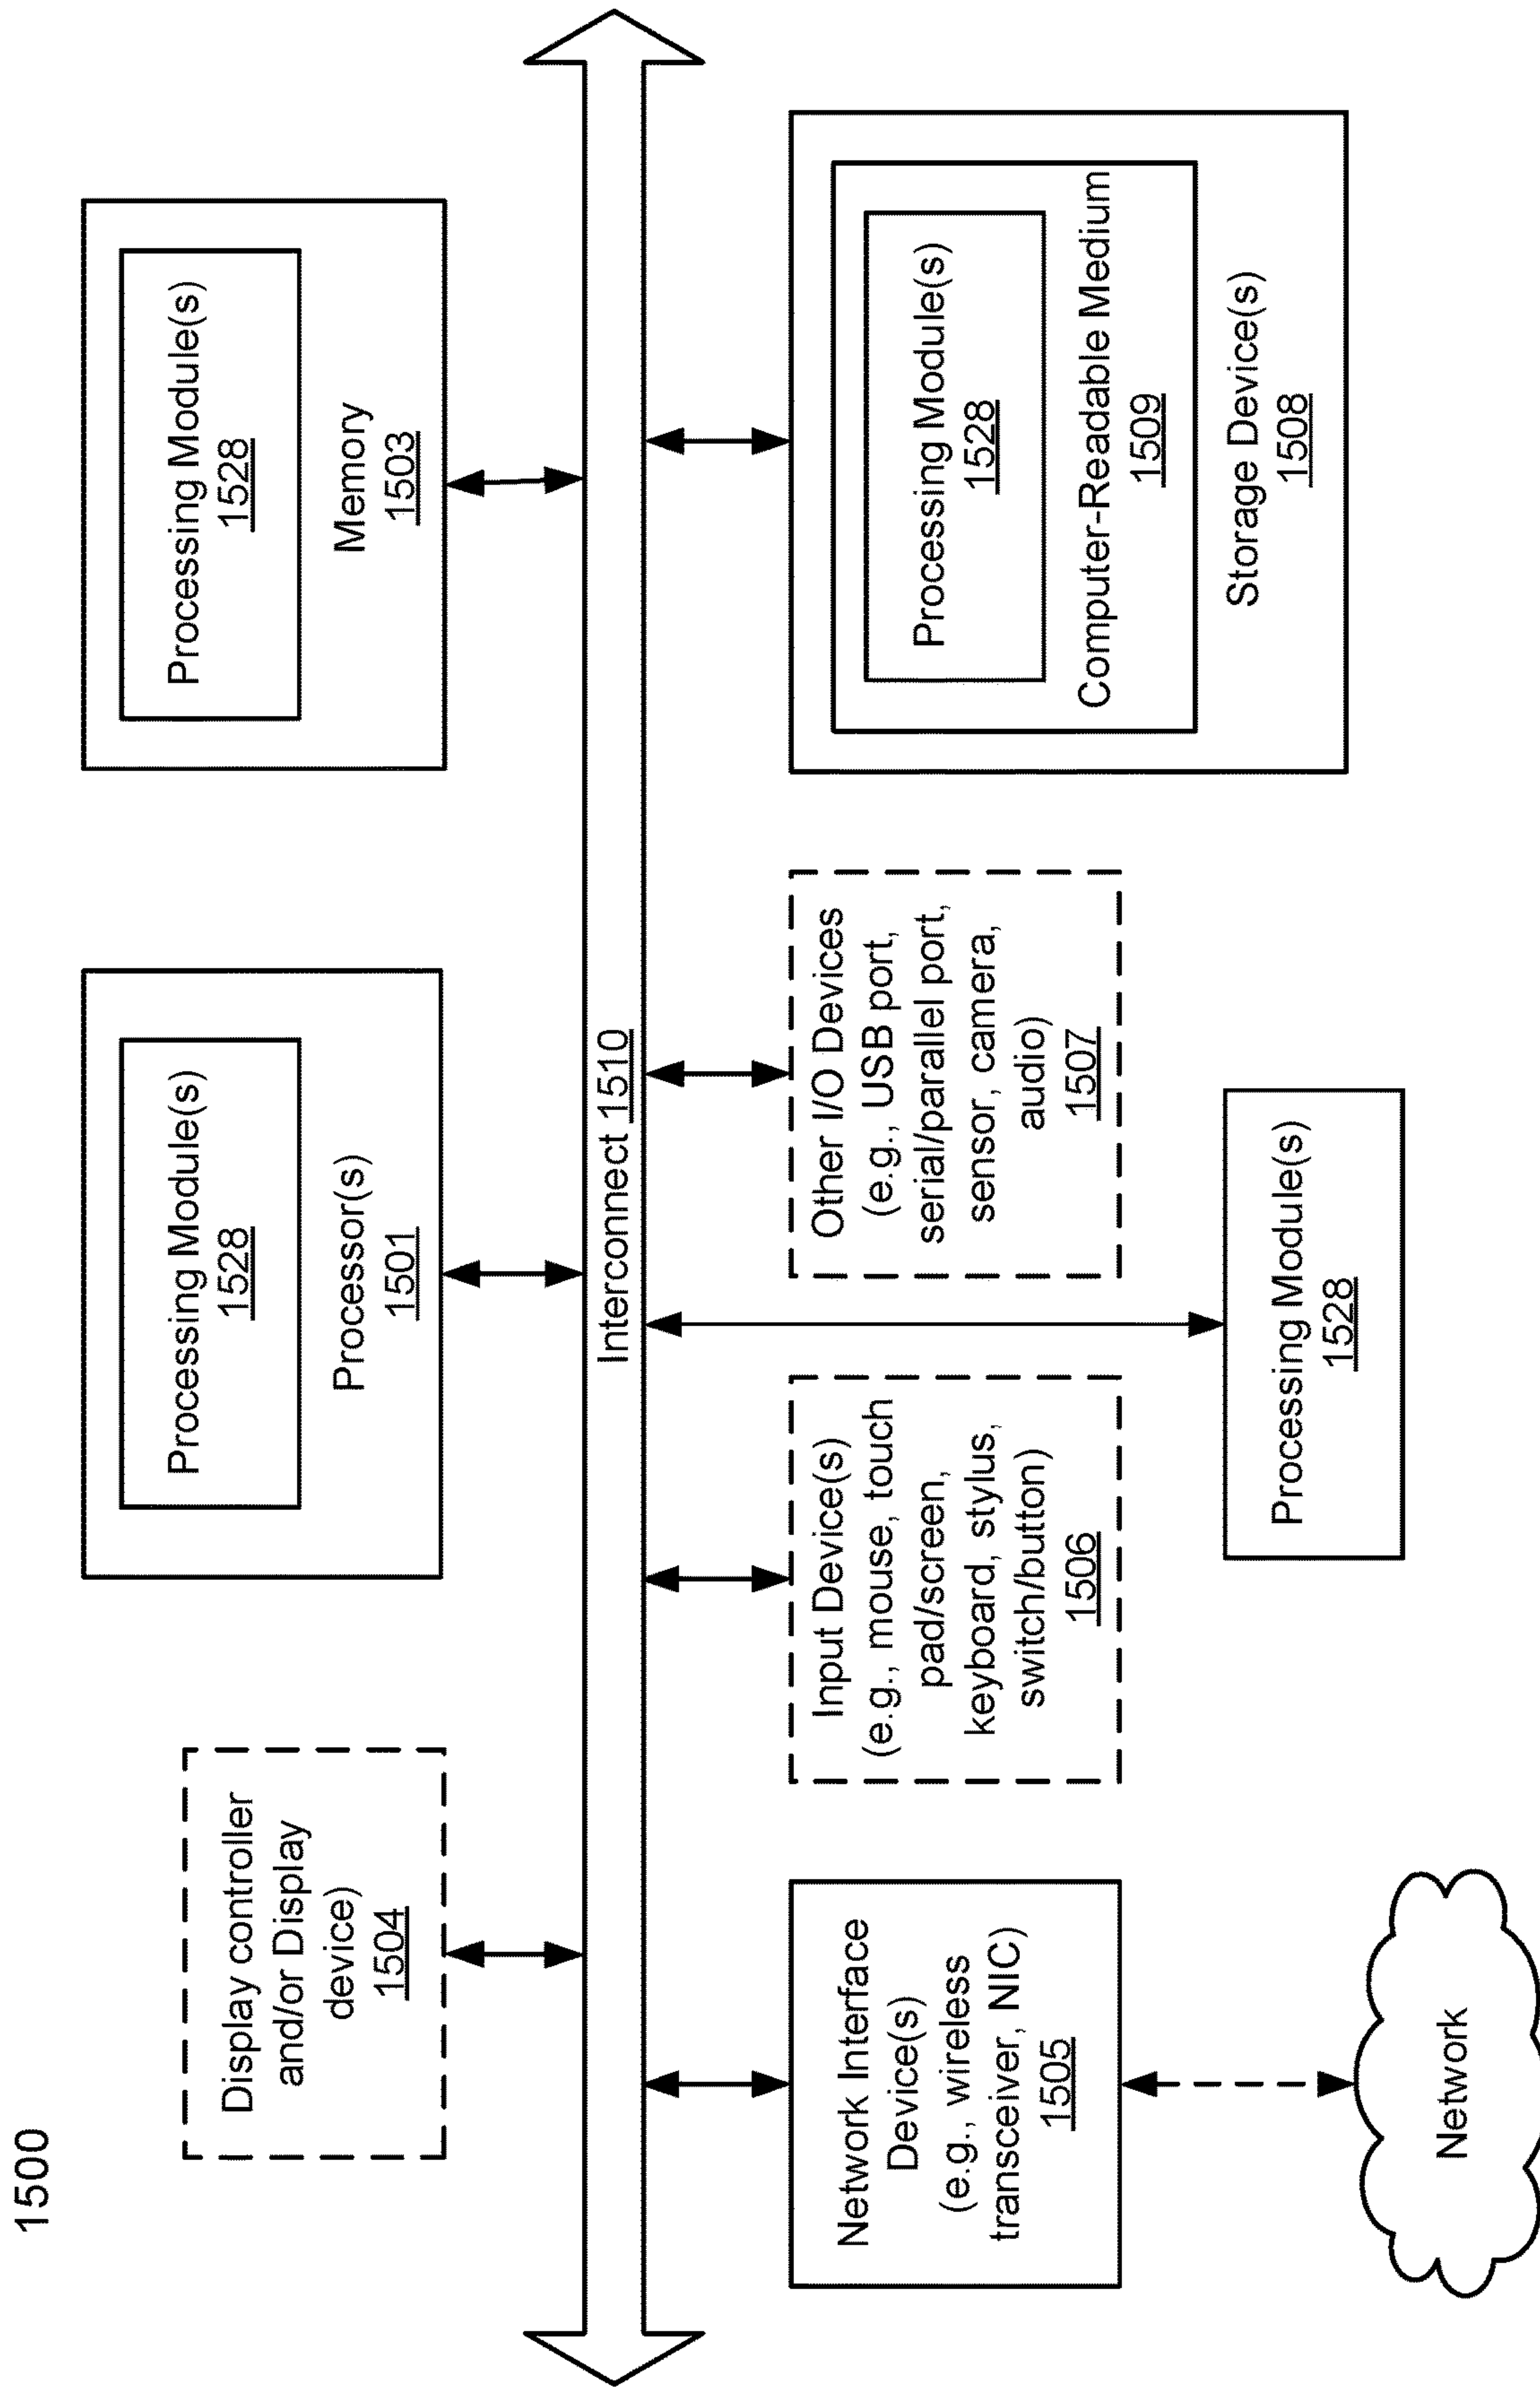 1500
Display controller
and/or Display
device)
1504
Processing Module(s)
1528
Processor(s)
1501
Processing Module(s)
1528
Memory
1503
Interconnect 1510
Network Interface
Device(s)
(e.g., wireless
transceiver, NIC)
1505
Input Device(s)
(e.g., mouse, touch
pad/screen,
keyboard, stylus,
switch/button)
1506
Other I/O Devices
(e.g., USB port,
serial/parallel port,
sensor, camera,
audio)
1507
Processing Module(s)
1528
Computer-Readable Medium
1509
Storage Device(s)
1508
Processing Module(s)
1528
Network